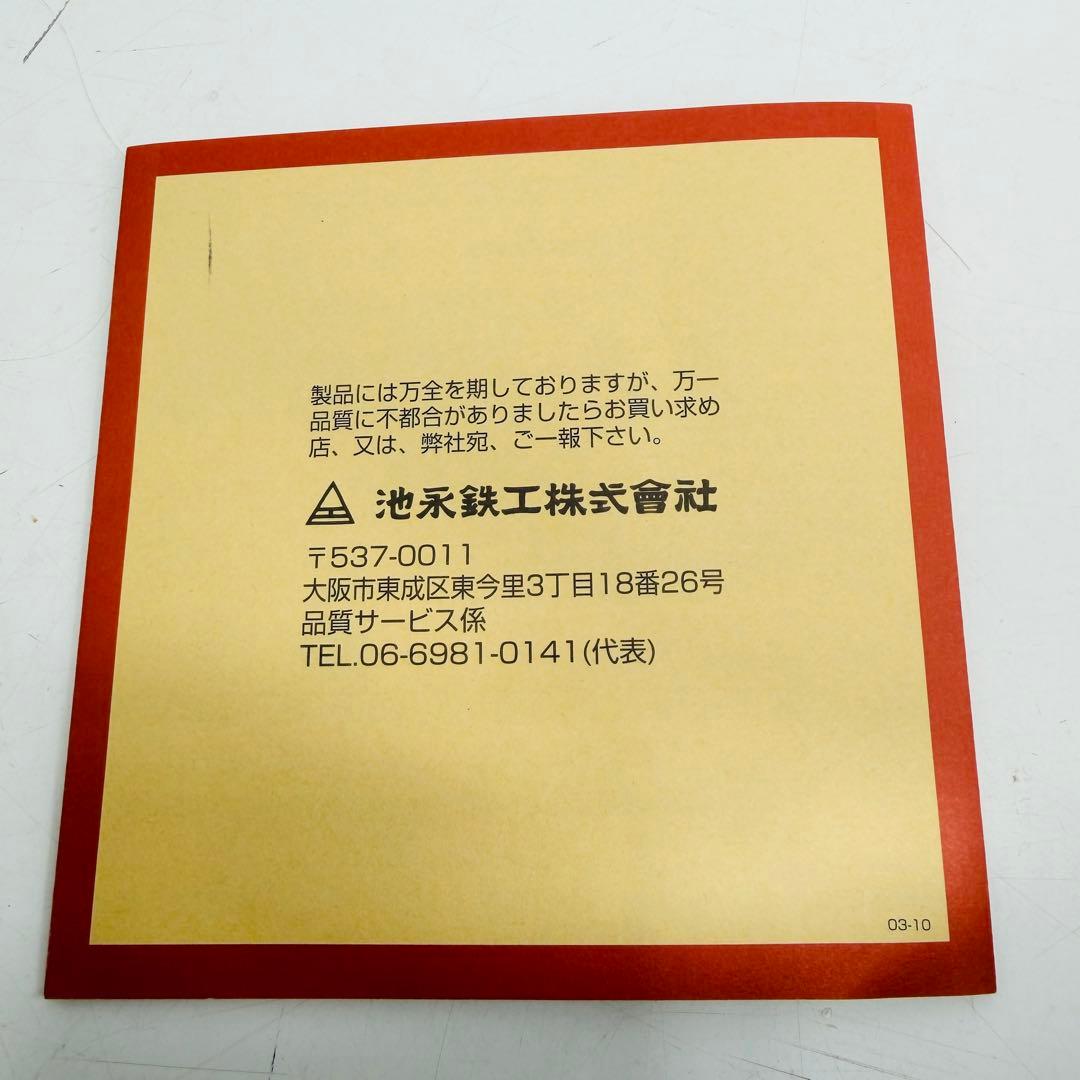 製品には万全を期しておりますが、万一
品質に不都合がありましたらお買い求め
店、又は、弊社宛、ご一報下さい。
池永鉄工株式會社
〒537-0011
大阪市東成区東今里3丁目18番26号
品質サービス係
TEL.06-6981-0141(代表)
03-10